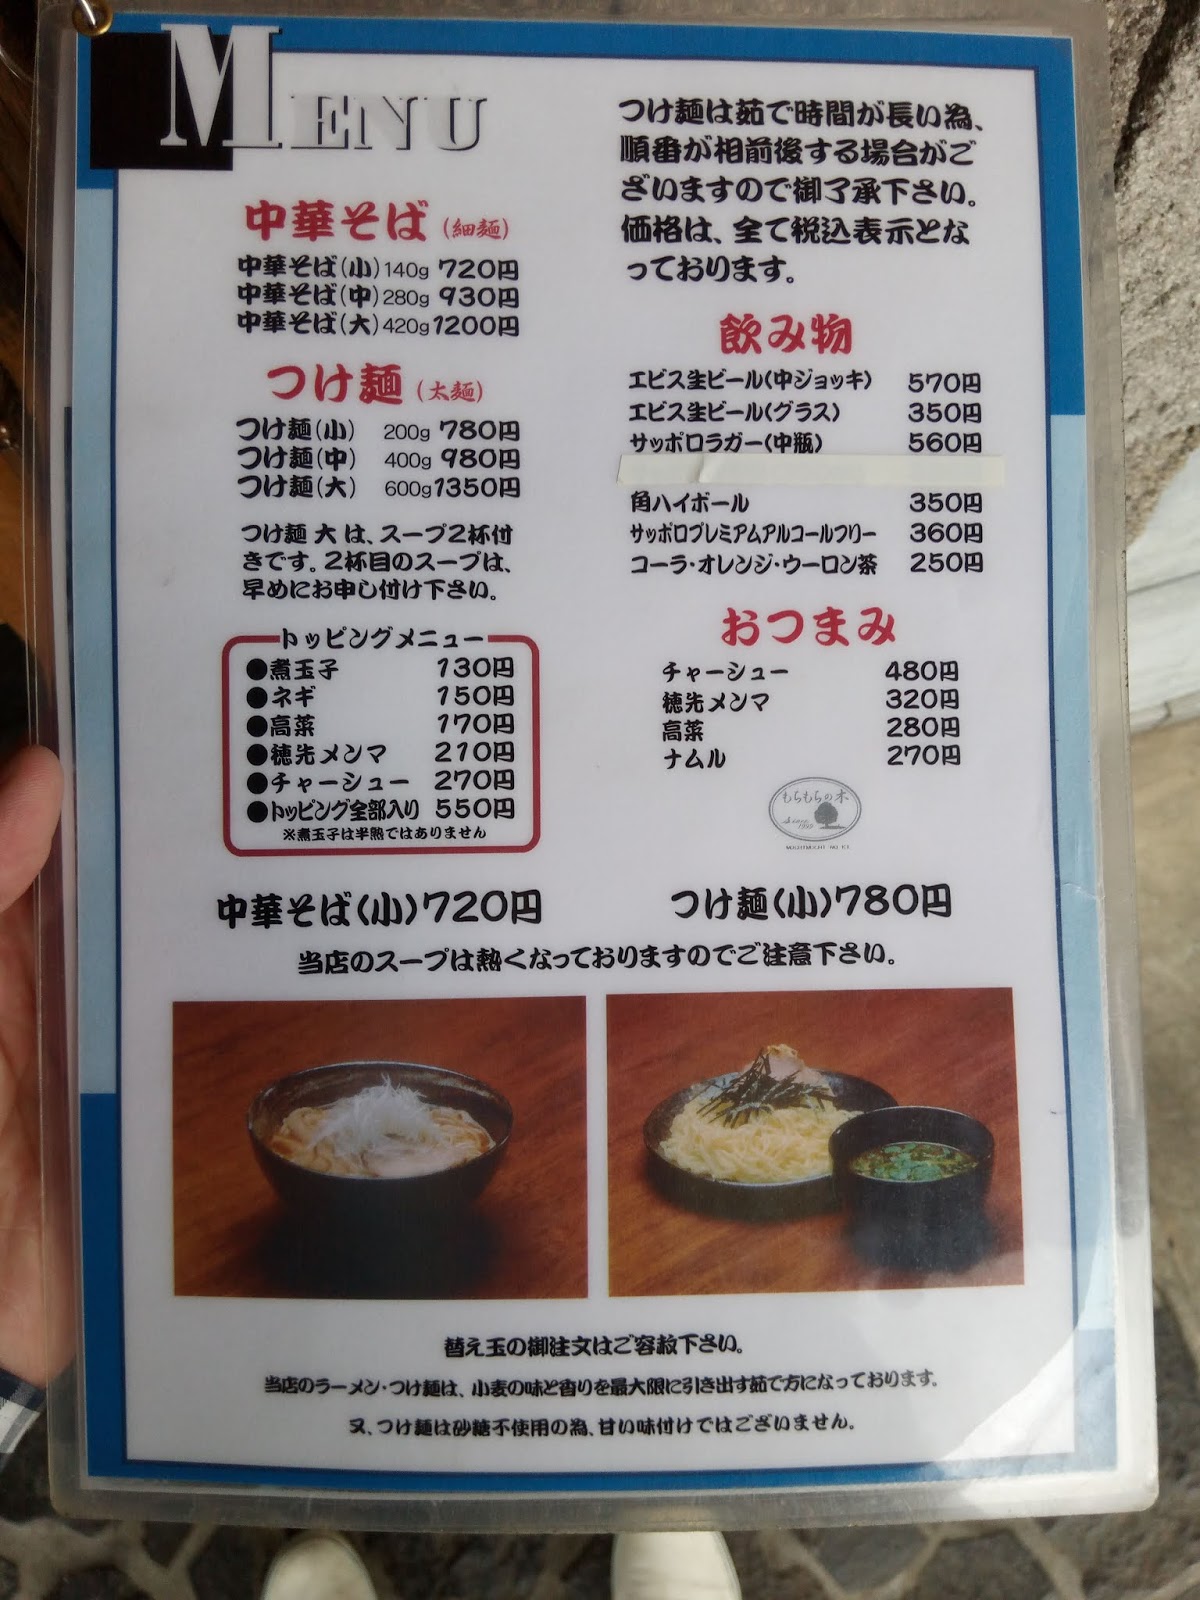 MENU
中華そば(細麺)
中華そば(小)140g 720円
中華そば(中)280g 930円
中華そば(大)420g 1200円
つけ麺(太麺)
つけ麺(小) 200g 780円
つけ麺(中) 400g 980円
つけ麺(大) 600g 1350円
つけ麺 大 は、スープ2杯付
きです。2杯目のスープは、
早めにお申し付け下さい。
トッピングメニュー
●煮玉子 130円
●ネギ 150円
●高菜 170円
●穂先メンマ 210円
●チャーシュー 270円
●トッピング全部入り 550円
※煮玉子は半熟ではありません
つけ麺は茹で時間が長い為、
順番が相前後する場合がご
ざいますので御了承下さい。
価格は、全て税込表示とな
っております。
飲み物
エビス生ビール(中ジョッキ) 570円
エビス生ビール(グラス) 350円
サッポロラガー(中瓶) 560円
角ハイボール 350円
サッポロプレミアムアルコールフリー 360円
コーラ・オレンジ・ウーロン茶 250円
おつまみ
チャーシュー 480円
穂先メンマ 320円
高菜 280円
ナムル 270円
もちもちの木
Since
MOCHIMOCHI NO KI
中華そば(小)720円
つけ麺(小)780円
当店のスープは熱くなっておりますのでご注意下さい。
替え玉の御注文はご容赦下さい。
当店のラーメン・つけ麺は、小麦の味と香りを最大限に引き出す茹で方になっております。
又、つけ麺は砂糖不使用の為、甘い味付けではございません。